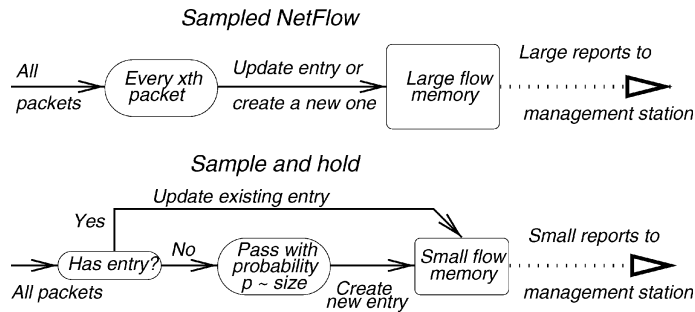 Sampled NetFlow
All
packets
Every xth
packet
Update entry or
create a new one
Large flow
memory
Large reports to
management station
Sample and hold
Update existing entry
Yes
Has entry?
All packets
No
Pass with
probability
p ~ size
Create
new entry
Small flow
memory
Small reports to
management station